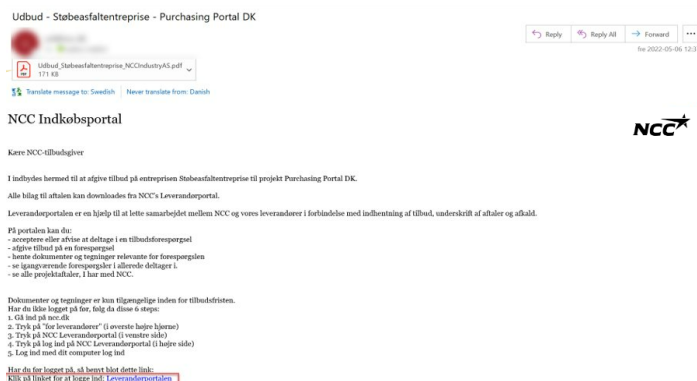 Udbud - Støbeasfaltentreprise - Purchasing Portal DK
Reply
Reply All
Forward
fre 2022-05-06 12:3
Udbud_Støbeasfaltentreprise_NCCIndustryAS.pdf
171 KB
Translate message to: Swedish
Never translate from: Danish
NCC Indkøbsportal
NCC
Kære NCC-tilbudsgiver
I indbydes hermed til at afgive tilbud på entreprisen Støbeasfaltentreprise til projekt Purchasing Portal DK.
Alle bilag til aftalen kan downloades fra NCC's Leverandørportal.
Leverandørportalen er en hjælp til at lette samarbejdet mellem NCC og vores leverandører i forbindelse med indhentning af tilbud, underskrift af aftaler og afkald.
På portalen kan du:
- acceptere eller afvise at deltage i en tilbudsforespørgsel
- afgive tilbud på en forespørgsel
- hente dokumenter og tegninger relevante for forespørgslen
- se igangværende forespørgsler i allerede deltager i.
- se alle projektaftaler, I har med NCC.
Dokumenter og tegninger er kun tilgængelige inden for tilbudsfristen.
Har du ikke logget på før, følg da disse 6 steps:
1. Gå ind på ncc.dk
2. Tryk på "for leverandører" (i øverste højre hjørne)
3. Tryk på NCC Leverandørportal (i venstre side)
4. Tryk på log ind på NCC Leverandørportal (i højre side)
5. Log ind med dit computer log ind
Har du før logget på, så benyt blot dette link:
Klik på linket for at logge ind: Leverandørportalen